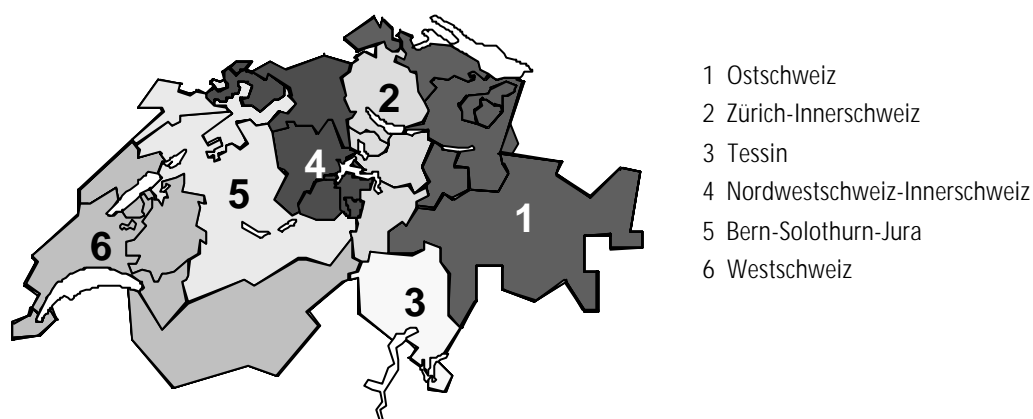 2
4
5
1
6
3
1 Ostschweiz
2 Zürich-Innerschweiz
3 Tessin
4 Nordwestschweiz-Innerschweiz
5 Bern-Solothurn-Jura
6 Westschweiz